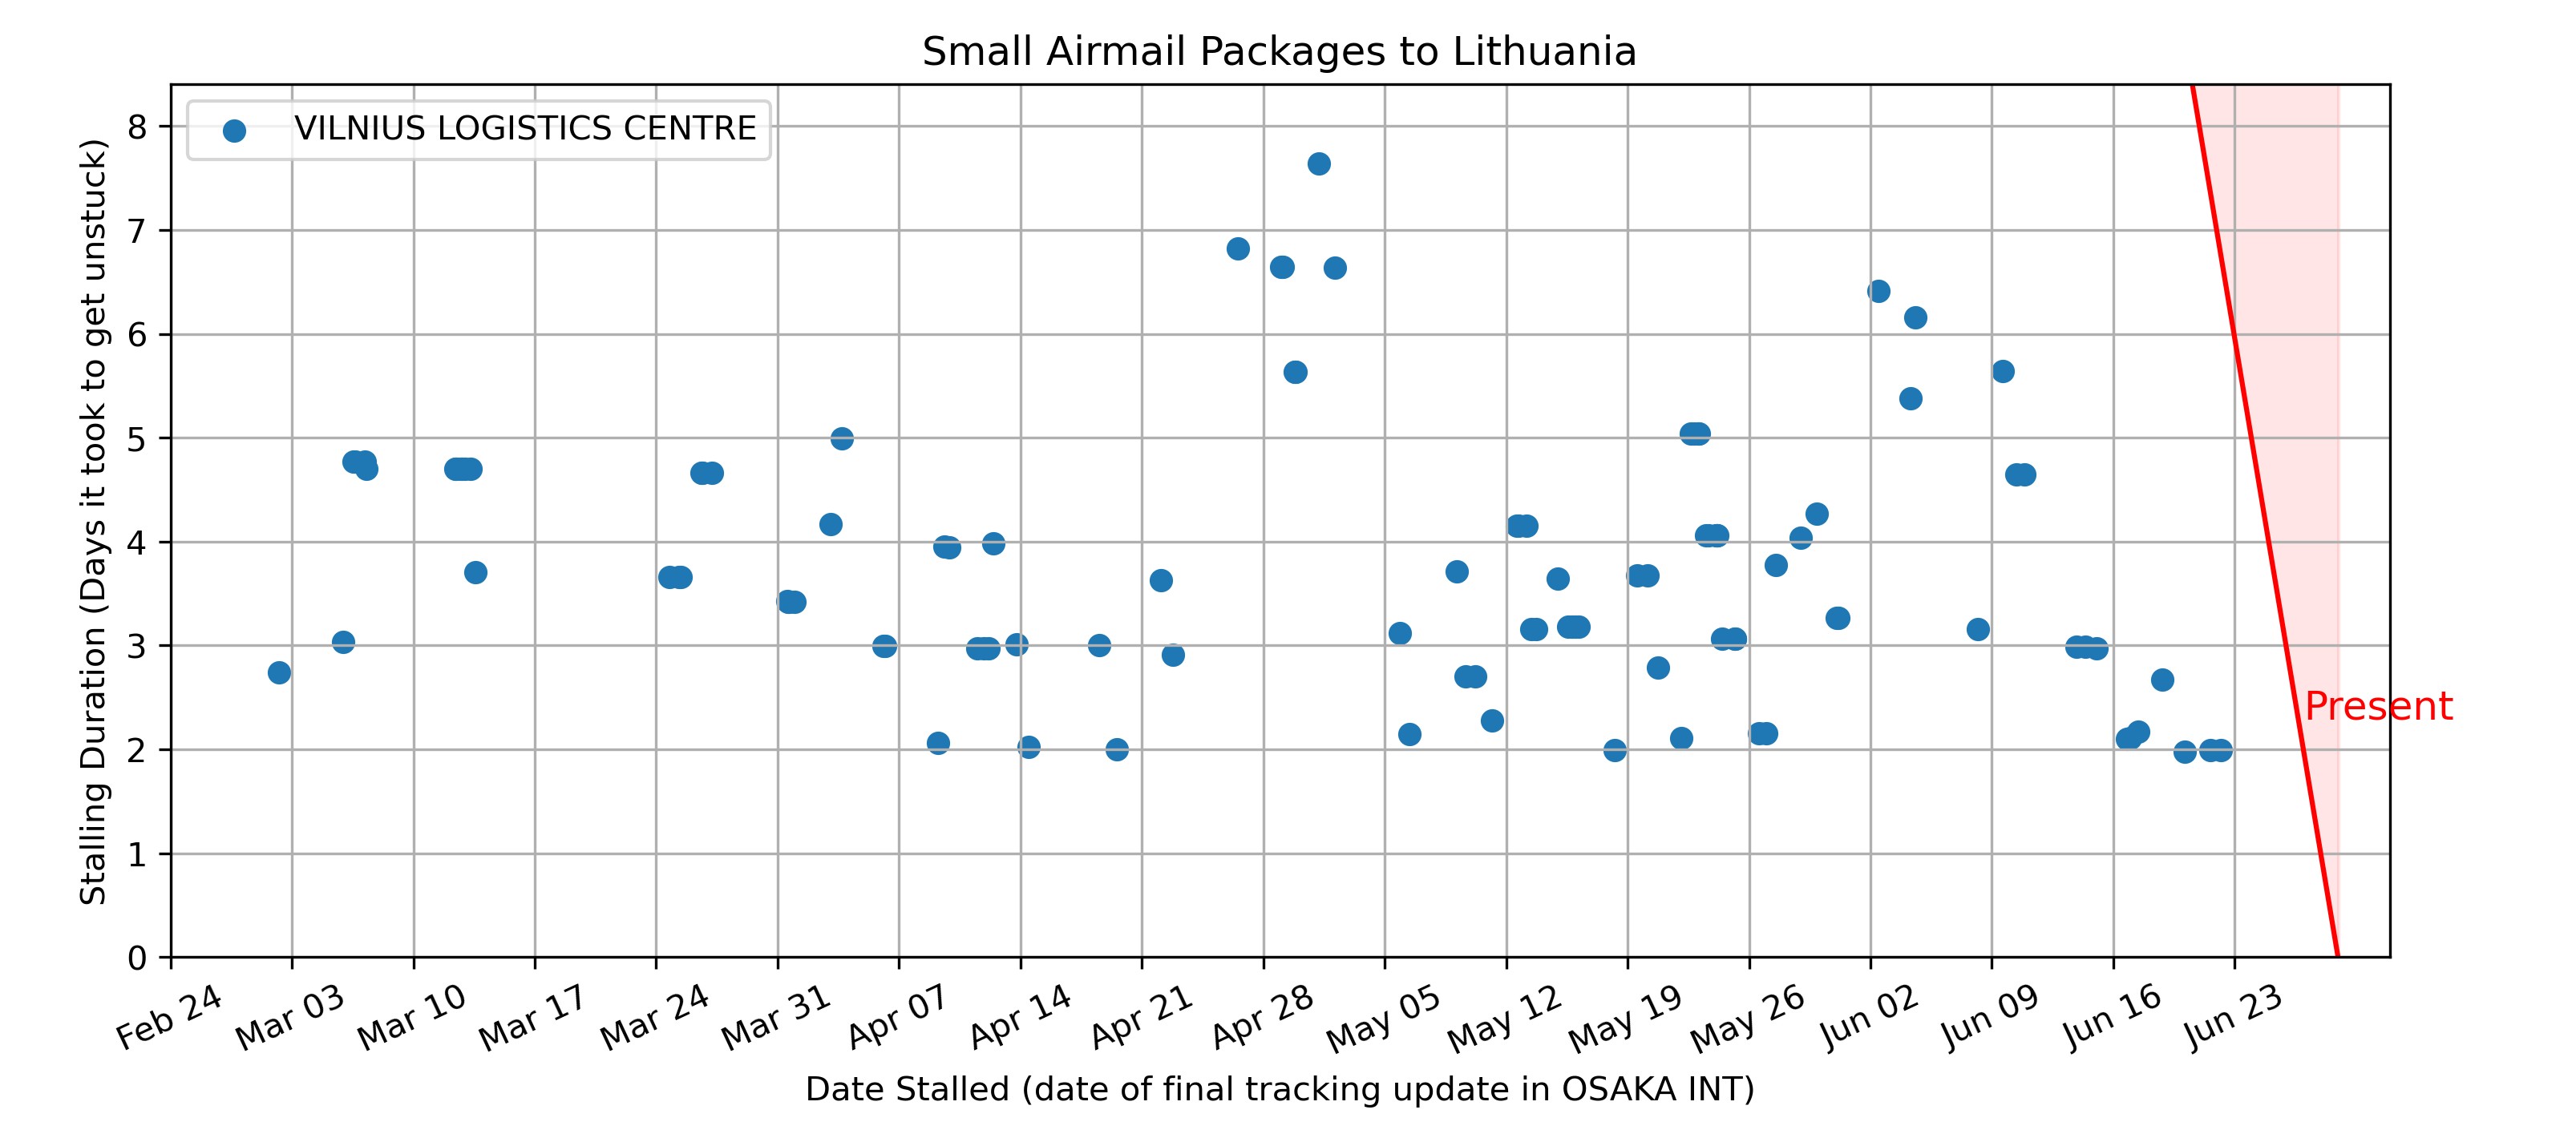 Small Airmail Packages to Lithuania
VILNIUS LOGISTICS CENTRE
Stalling Duration (Days it took to get unstuck)
8
7
6
5
4
3
2
1
0
Present
Feb 24
Mar 03
Mar 10
Mar 17
Mar 24
Mar 31
Apr 07
Apr 14
Apr 21
Apr 28
May 05
May 12
May 19
May 26
Jun 02
Jun 09
Jun 16
Jun 23
Date Stalled (date of final tracking update in OSAKA INT)